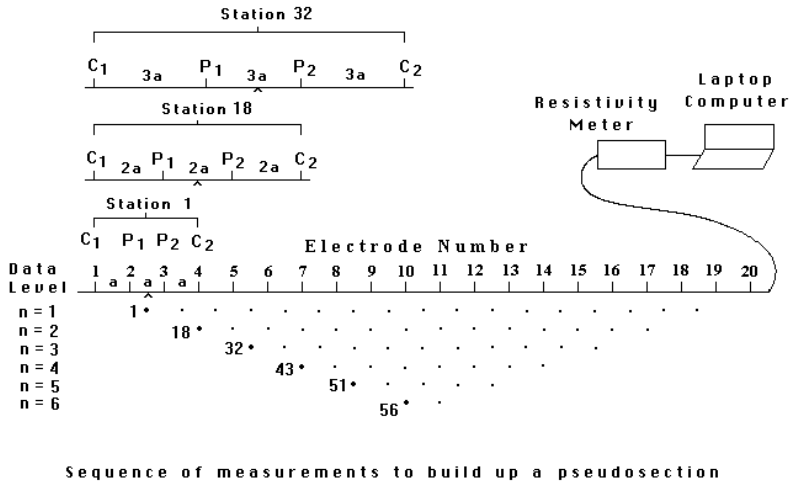 Station 32
C1 3a P1 3a P2 3a C2
Station 18
C1 2a P1 2a P2 2a C2
Resistivity Meter
Laptop Computer
Station 1
C1 P1 P2 C2
Electrode Number
Data Level
1 2 3 4 5 6 7 8 9 10 11 12 13 14 15 16 17 18 19 20
a a a
n = 1 1
n = 2 18
n = 3 32
n = 4 43
n = 5 51
n = 6 56
Sequence of measurements to build up a pseudosection